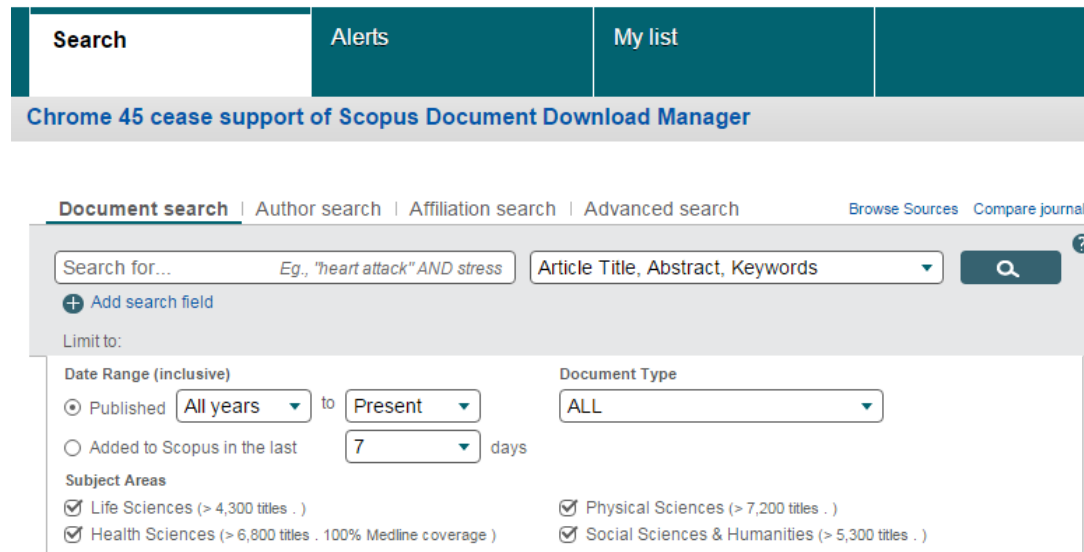 Search Alerts My list
Chrome 45 cease support of Scopus Document Download Manager
Document search | Author search | Affiliation search | Advanced search Browse Sources Compare journal
Search for... Eg., "heart attack" AND stress Article Title, Abstract, Keywords
?
Add search field
Limit to:
Date Range (inclusive) Document Type
Published All years to Present ALL
Added to Scopus in the last 7 days
Subject Areas
Life Sciences (> 4,300 titles . ) Physical Sciences (> 7,200 titles . )
Health Sciences (> 6,800 titles . 100% Medline coverage ) Social Sciences & Humanities (> 5,300 titles . )